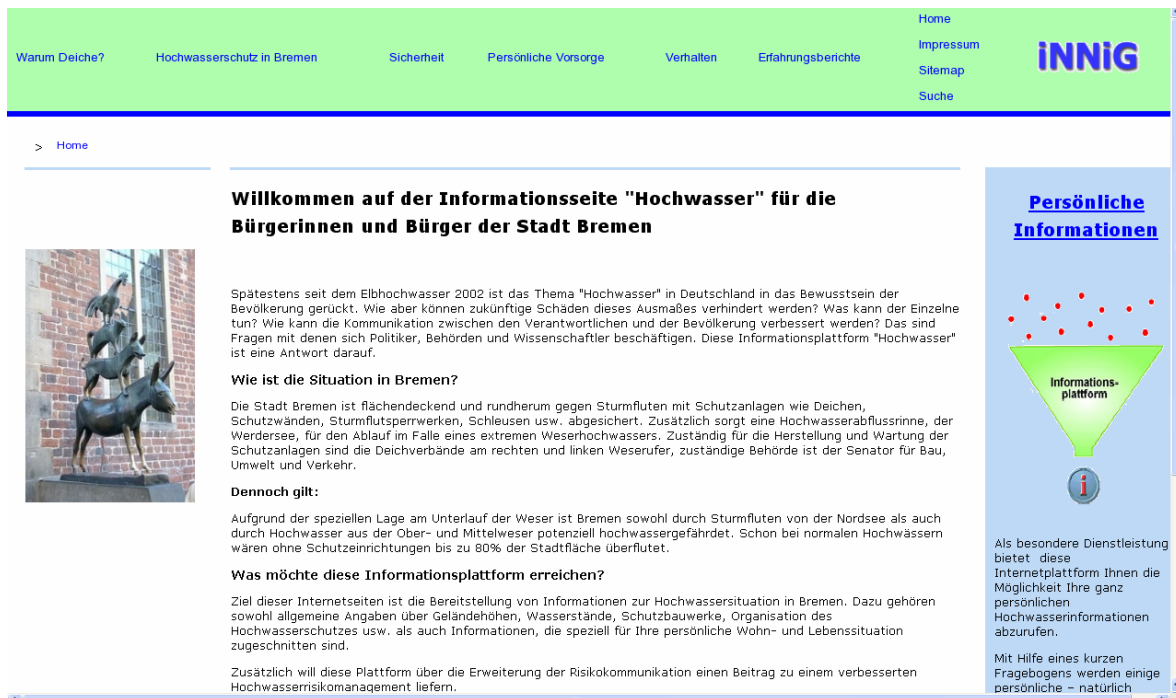 Home
Impressum
Warum Deiche?
Hochwasserschutz in Bremen
Sicherheit
Persönliche Vorsorge
Verhalten
Erfahrungsberichte
Sitemap
Suche
iNNiG
> Home
Willkommen auf der Informationsseite "Hochwasser" für die
Bürgerinnen und Bürger der Stadt Bremen
Spätestens seit dem Elbhochwasser 2002 ist das Thema "Hochwasser" in Deutschland in das Bewusstsein der
Bevölkerung gerückt. Wie aber können zukünftige Schäden dieses Ausmaßes verhindert werden? Was kann der Einzelne
tun? Wie kann die Kommunikation zwischen den Verantwortlichen und der Bevölkerung verbessert werden? Das sind
Fragen mit denen sich Politiker, Behörden und Wissenschaftler beschäftigen. Diese Informationsplattform "Hochwasser"
ist eine Antwort darauf.
Wie ist die Situation in Bremen?
Die Stadt Bremen ist flächendeckend und rundherum gegen Sturmfluten mit Schutzanlagen wie Deichen,
Schutzwänden, Sturmflutsperrwerken, Schleusen usw. abgesichert. Zusätzlich sorgt eine Hochwasserabflussrinne, der
Werdersee, für den Ablauf im Falle eines extremen Weserhochwassers. Zuständig für die Herstellung und Wartung der
Schutzanlagen sind die Deichverbände am rechten und linken Weserufer, zuständige Behörde ist der Senator für Bau,
Umwelt und Verkehr.
Dennoch gilt:
Aufgrund der speziellen Lage am Unterlauf der Weser ist Bremen sowohl durch Sturmfluten von der Nordsee als auch
durch Hochwasser aus der Ober- und Mittelweser potenziell hochwassergefährdet. Schon bei normalen Hochwässern
wären ohne Schutzeinrichtungen bis zu 80% der Stadtfläche überflutet.
Was möchte diese Informationsplattform erreichen?
Ziel dieser Internetseiten ist die Bereitstellung von Informationen zur Hochwassersituation in Bremen. Dazu gehören
sowohl allgemeine Angaben über Geländehöhen, Wasserstände, Schutzbauwerke, Organisation des
Hochwasserschutzes usw. als auch Informationen, die speziell für Ihre persönliche Wohn- und Lebenssituation
zugeschnitten sind.
Zusätzlich will diese Plattform über die Erweiterung der Risikokommunikation einen Beitrag zu einem verbesserten
Hochwasserrisikomanagement liefern.
Persönliche
Informationen
Informations-
plattform
i
Als besondere Dienstleistung
bietet diese
Internetplattform Ihnen die
Möglichkeit Ihre ganz
persönlichen
Hochwasserinformationen
abzurufen.
Mit Hilfe eines kurzen
Fragebogens werden einige
persönliche – natürlich